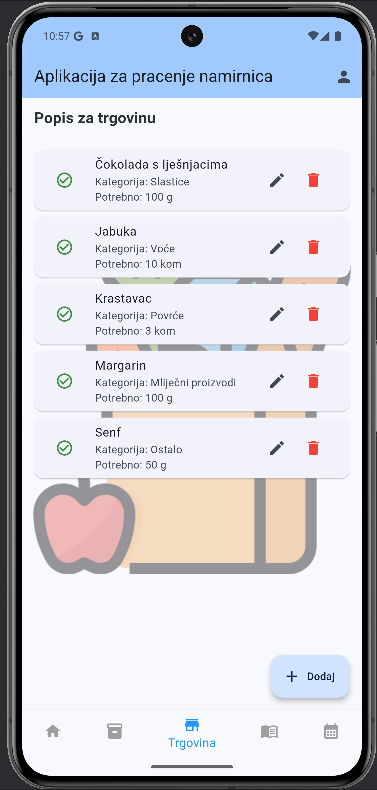 10:57
Aplikacija za pracenje namirnica
Popis za trgovinu
Čokolada s lješnjacima
Kategorija: Slastice
Potrebno: 100 g
Jabuka
Kategorija: Voće
Potrebno: 10 kom
Krastavac
Kategorija: Povrće
Potrebno: 3 kom
Margarin
Kategorija: Mliječni proizvodi
Potrebno: 100 g
Senf
Kategorija: Ostalo
Potrebno: 50 g
Dodaj
Trgovina